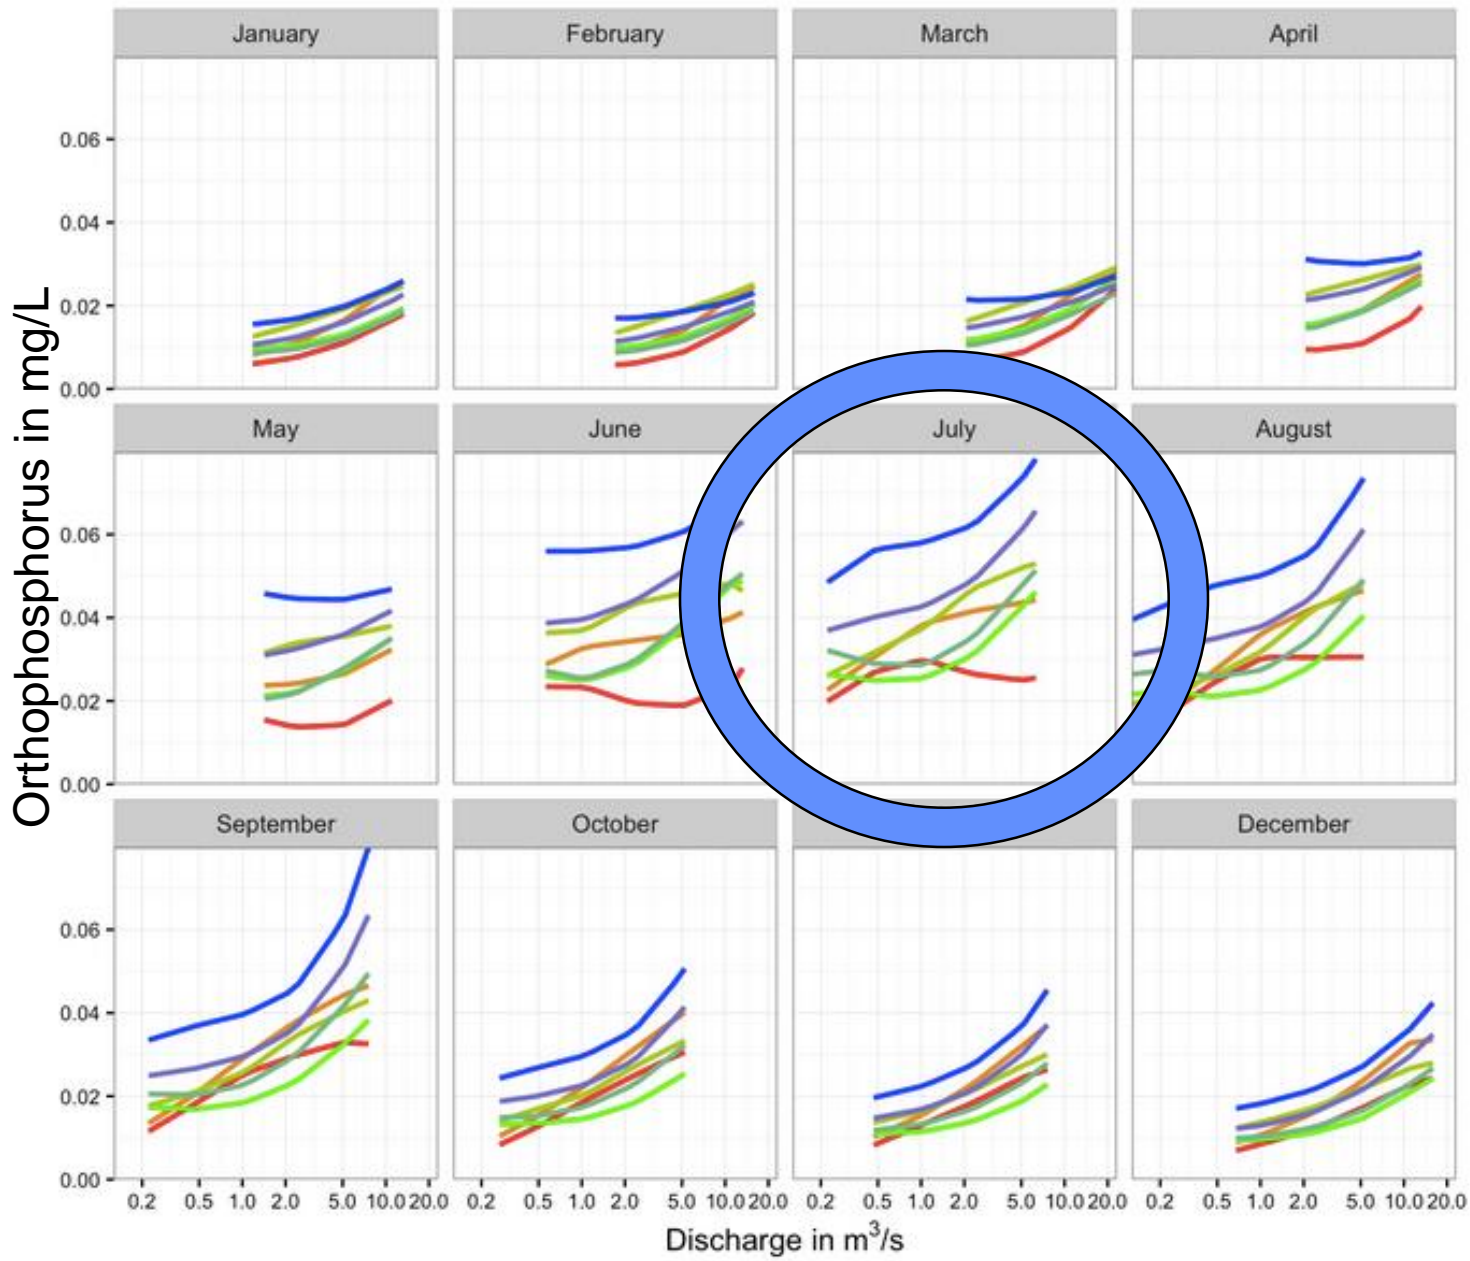 January February March April
0.06
0.04
0.02
0.00
May June July August
0.06
0.04
0.02
0.00
September October December
0.06
0.04
0.02
0.00
0.2 0.5 1.0 2.0 5.0 10.0 20.0 0.2 0.5 1.0 2.0 5.0 10.0 20.0 0.2 0.5 1.0 2.0 5.0 10.0 20.0 0.2 0.5 1.0 2.0 5.0 10.0 20.0
Discharge in m³/s
Orthophosphorus in mg/L